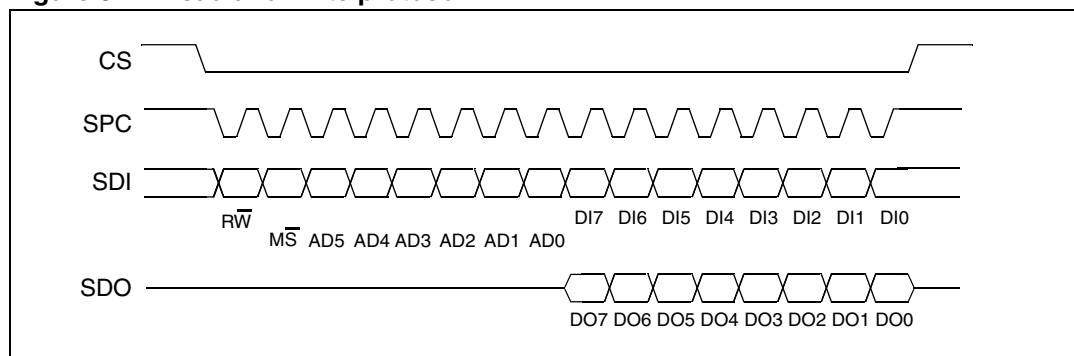 CS
SPC
SDI
RW DI7 DI6 DI5 DI4 DI3 DI2 DI1 DI0
MS AD5 AD4 AD3 AD2 AD1 AD0
SDO
DO7 DO6 DO5 DO4 DO3 DO2 DO1 DO0